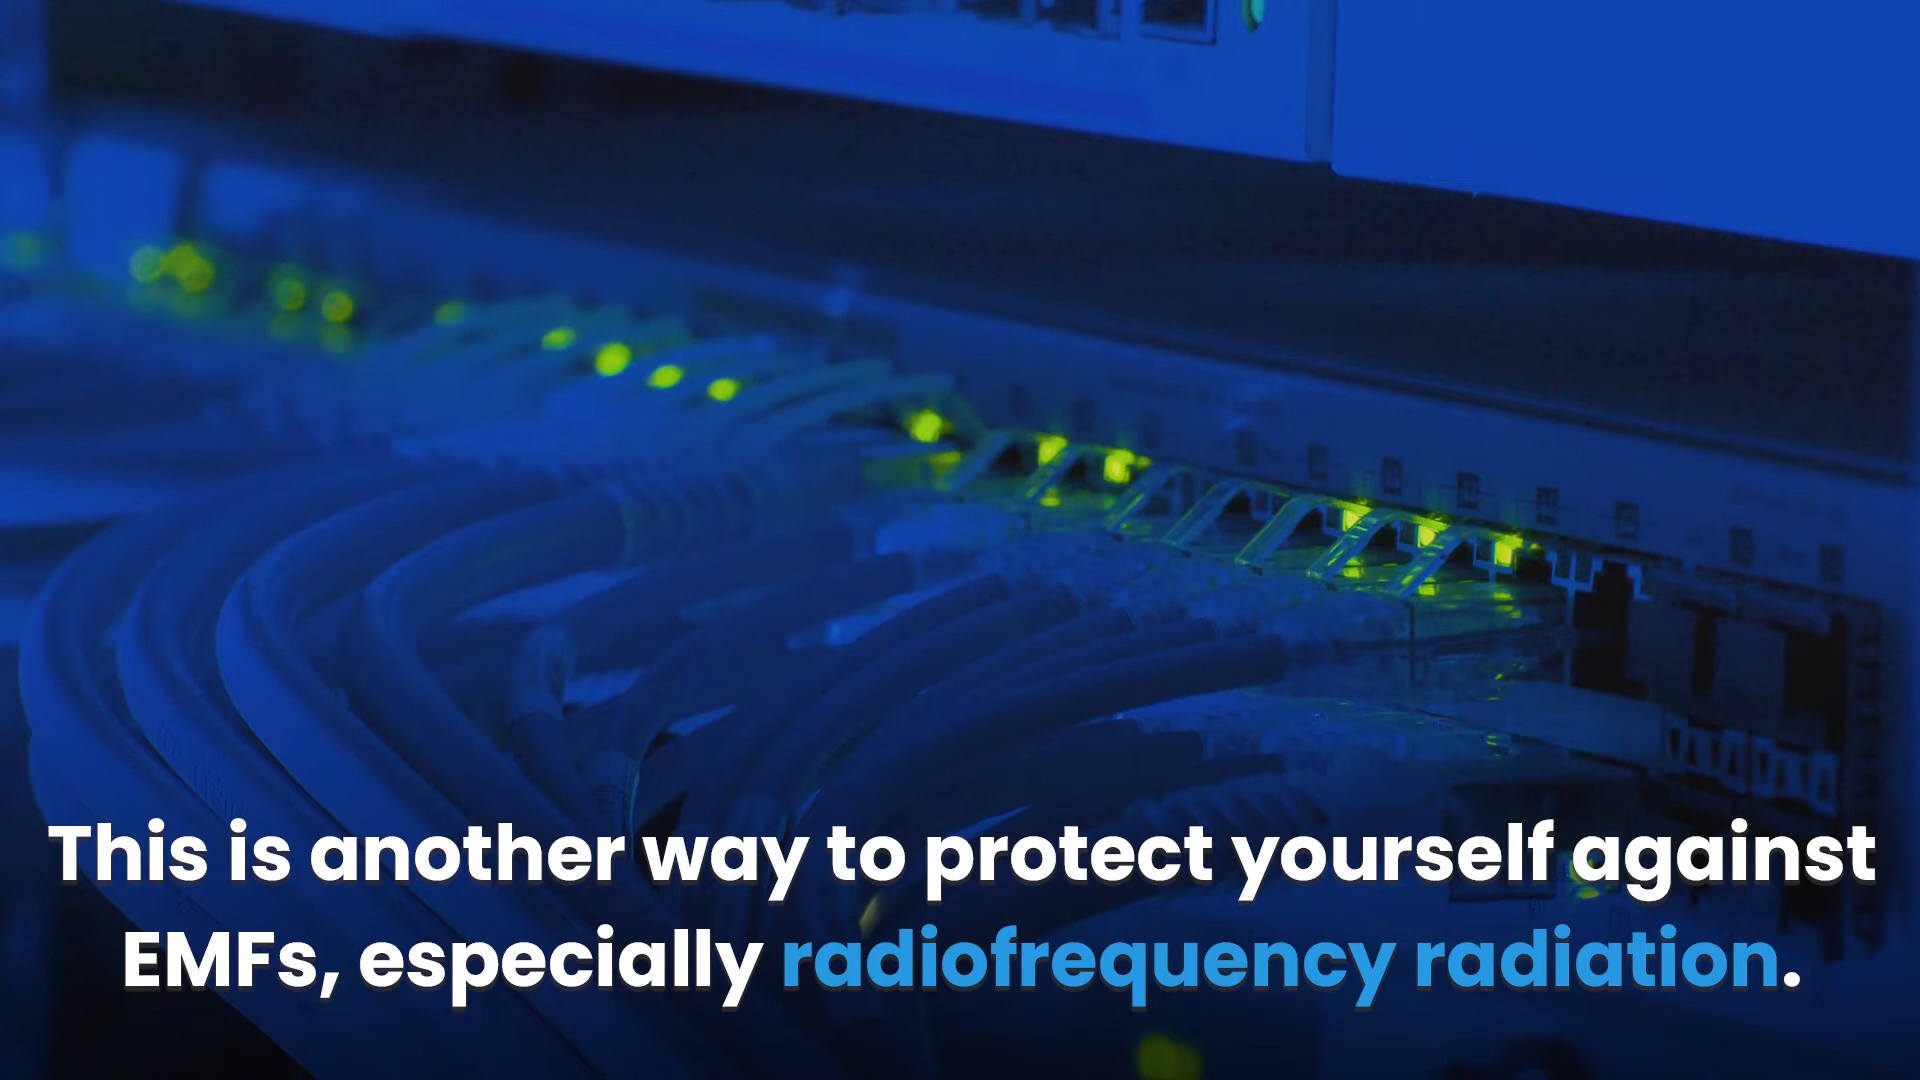 This is another way to protect yourself against
EMFs, especially radiofrequency radiation.